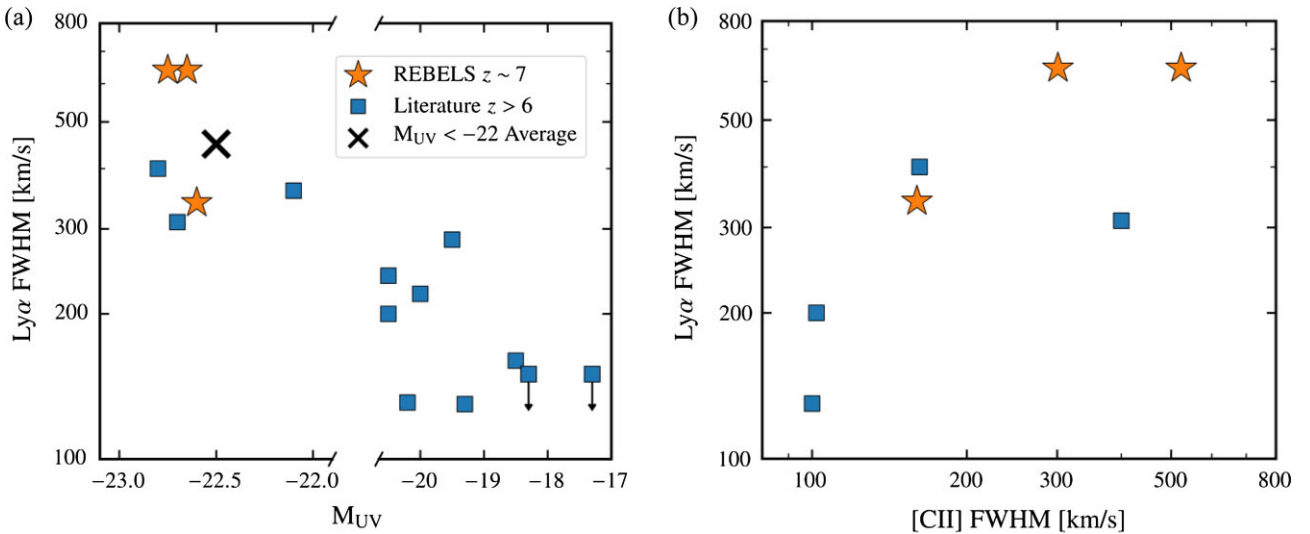 (a)
800
500
300
200
100
Lyα FWHM [km/s]
REBELS z ~ 7
Literature z > 6
M_UV < −22 Average
−23.0 −22.5 −22.0 −20 −19 −18 −17
M_UV
(b)
800
500
300
200
100
Lyα FWHM [km/s]
100 200 300 500 800
[CII] FWHM [km/s]